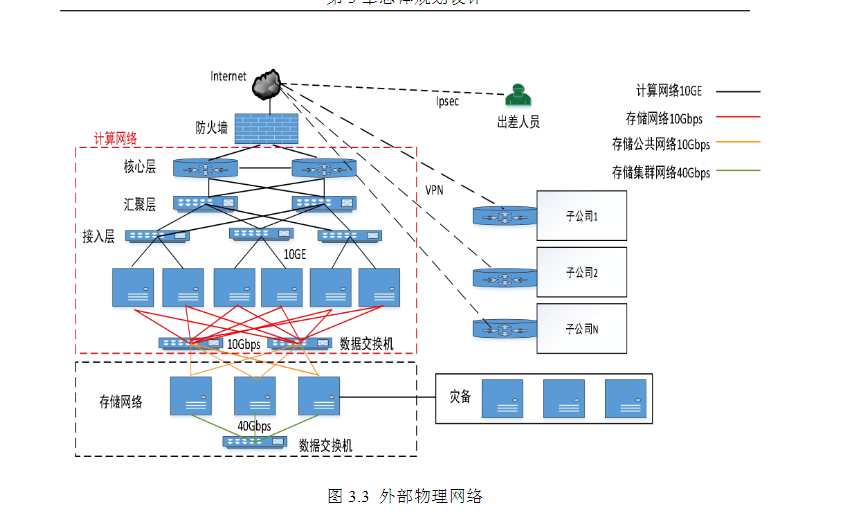 Internet
Ipsec
出差人员
计算网络10GE
存储网络10Gbps
存储公共网络10Gbps
存储集群网络40Gbps
防火墙
计算网络
核心层
VPN
汇聚层
接入层
10GE
子公司1
子公司2
子公司N
10Gbps
数据交换机
存储网络
灾备
40Gbps
数据交换机
图 3.3 外部物理网络